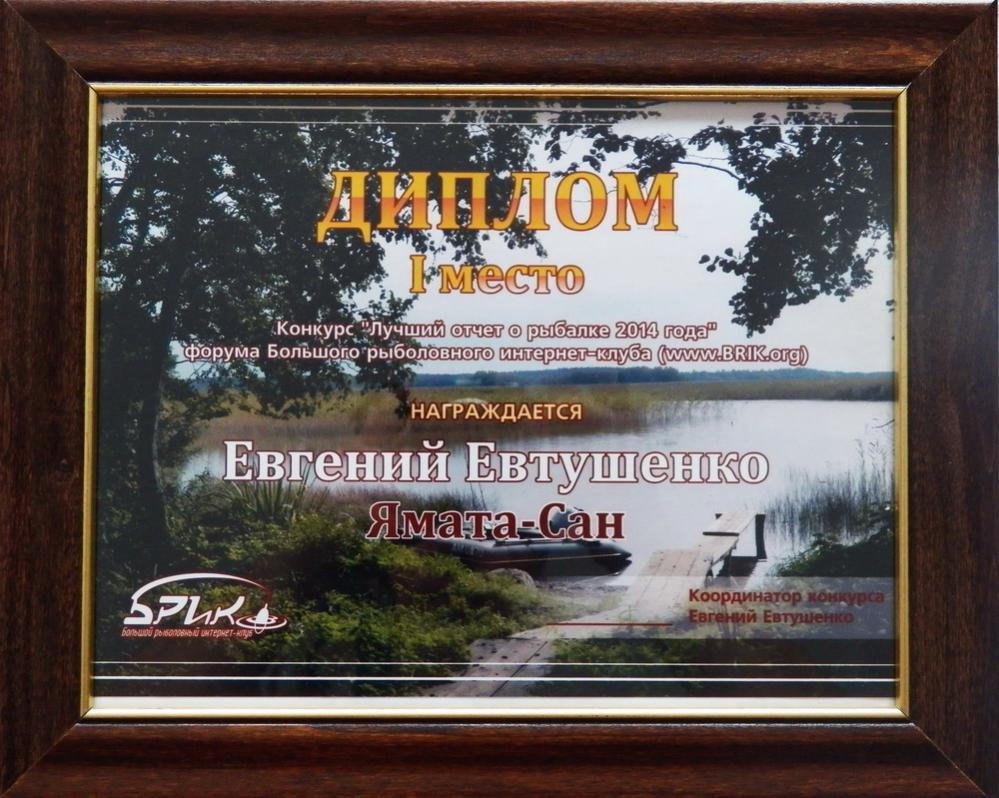 ДИПЛОМ
I место
Конкурс "Лучший отчет о рыбалке 2014 года"
форума Большого рыболовного интернет-клуба (www.BRIK.org)
НАГРАЖДАЕТСЯ
Евгений Евтушенко
Ямата-Сан
БРИК
Большой рыболовный интернет-клуб
Координатор конкурса
Евгений Евтушенко